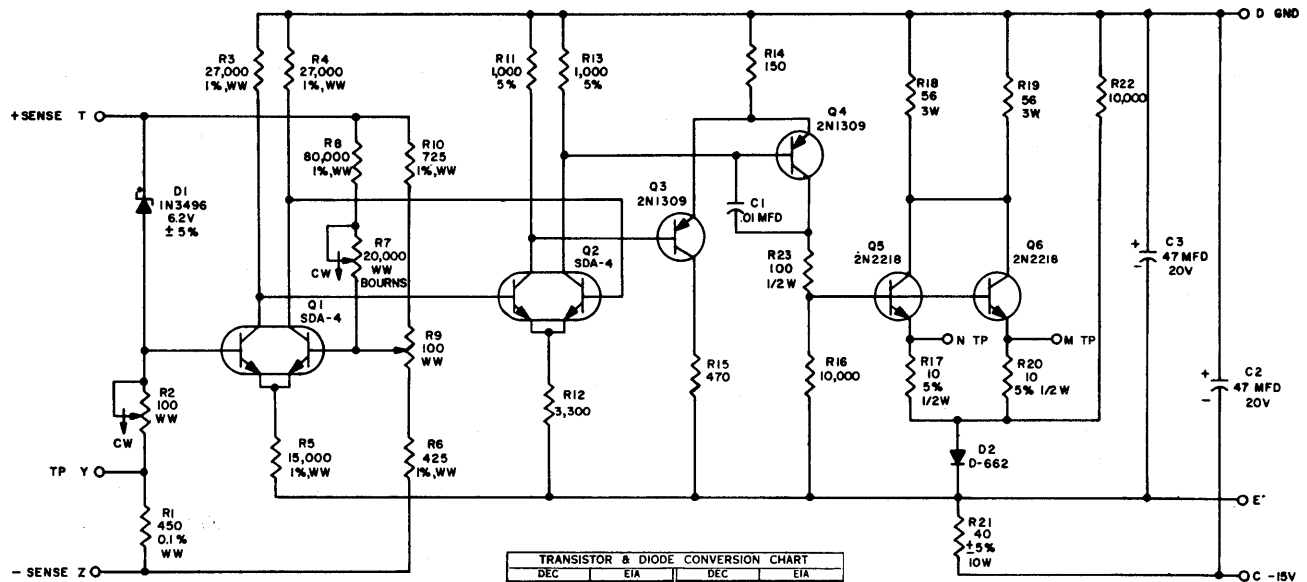 D GND
R3
27,000
1%,WW
R4
27,000
1%,WW
R11
1,000
5%
R13
1,000
5%
R14
150
R18
56
3W
R19
56
3W
R22
10,000
+SENSE T
R8
80,000
1%,WW
R10
725
1%,WW
Q4
2N1309
D1
1N3496
6.2V
± 5%
Q3
2N1309
C1
.01 MFD
CW
R7
20,000
WW
BOURNS
Q2
SDA-4
R23
100
1/2W
Q5
2N2218
Q6
2N2218
C3
47 MFD
20V
+
-
Q1
SDA-4
R9
100
WW
N TP
M TP
R2
100
WW
CW
R12
3,300
R15
470
R16
10,000
R17
10
5%
1/2W
R20
10
5% 1/2W
C2
47 MFD
20V
+
-
TP Y
R5
15,000
1%,WW
R6
425
1%,WW
D2
D-662
E'
R1
450
0.1%
WW
R21
40
±5%
10W
- SENSE Z
C -15V
TRANSISTOR & DIODE CONVERSION CHART
DEC EIA DEC EIA